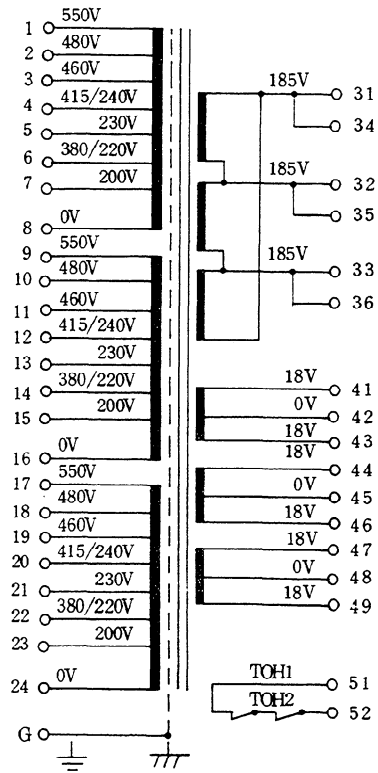 1 550V
2 480V
3 460V
4 415/240V
5 230V
6 380/220V
7 200V
8 0V
9 550V
10 480V
11 460V
12 415/240V
13 230V
14 380/220V
15 200V
16 0V
17 550V
18 480V
19 460V
20 415/240V
21 230V
22 380/220V
23 200V
24 0V
G
185V 31
34
185V 32
35
185V 33
36
18V 41
0V 42
18V 43
18V 44
0V 45
18V 46
18V 47
0V 48
18V 49
TOH1 51
TOH2 52